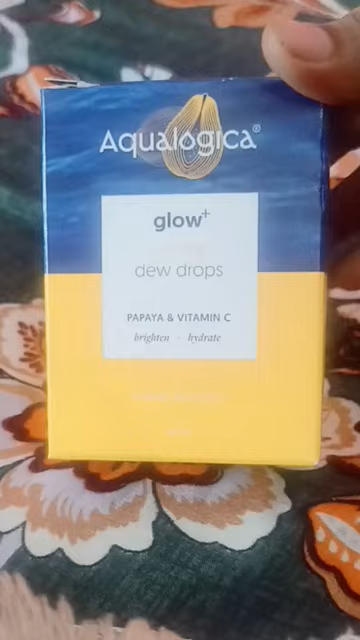 Aqualogica®
glow+
dew drops
PAPAYA & VITAMIN C
brighten · hydrate